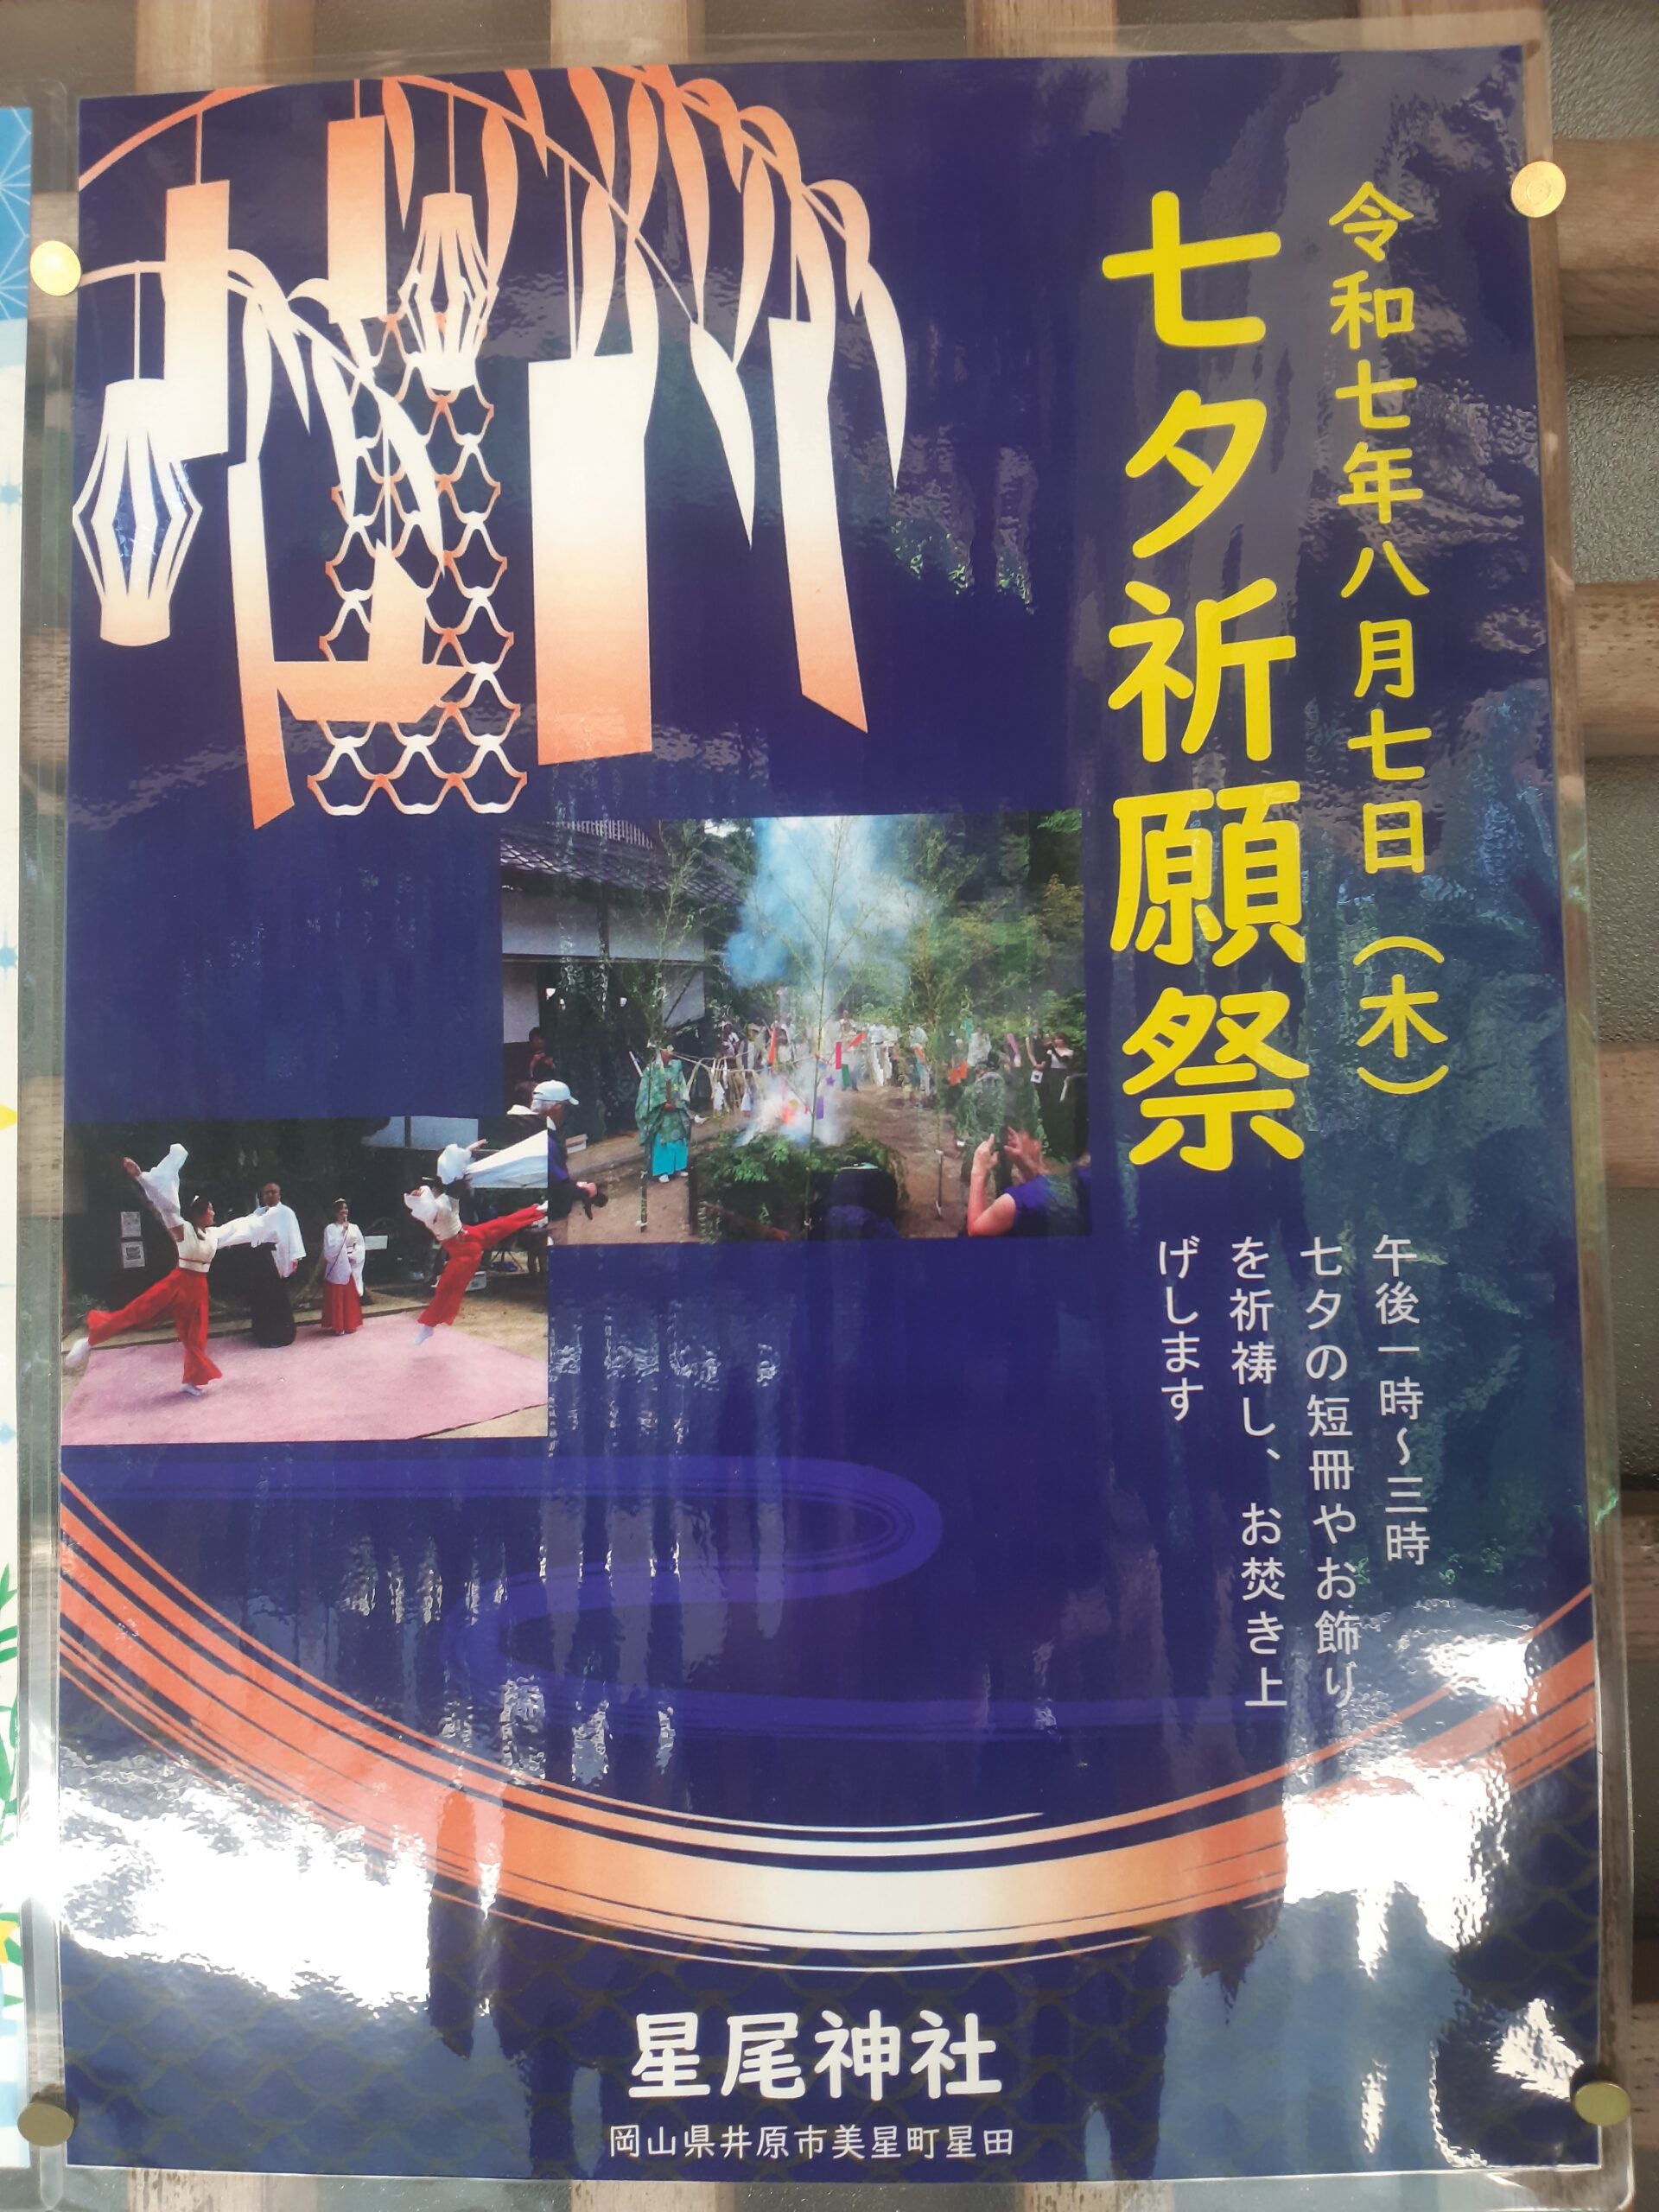 令和七年八月七日（木）
七夕祈願祭
午後一時～三時
七夕の短冊やお飾り
を祈祷し、お焚き上
げします
星尾神社
岡山県井原市美星町星田